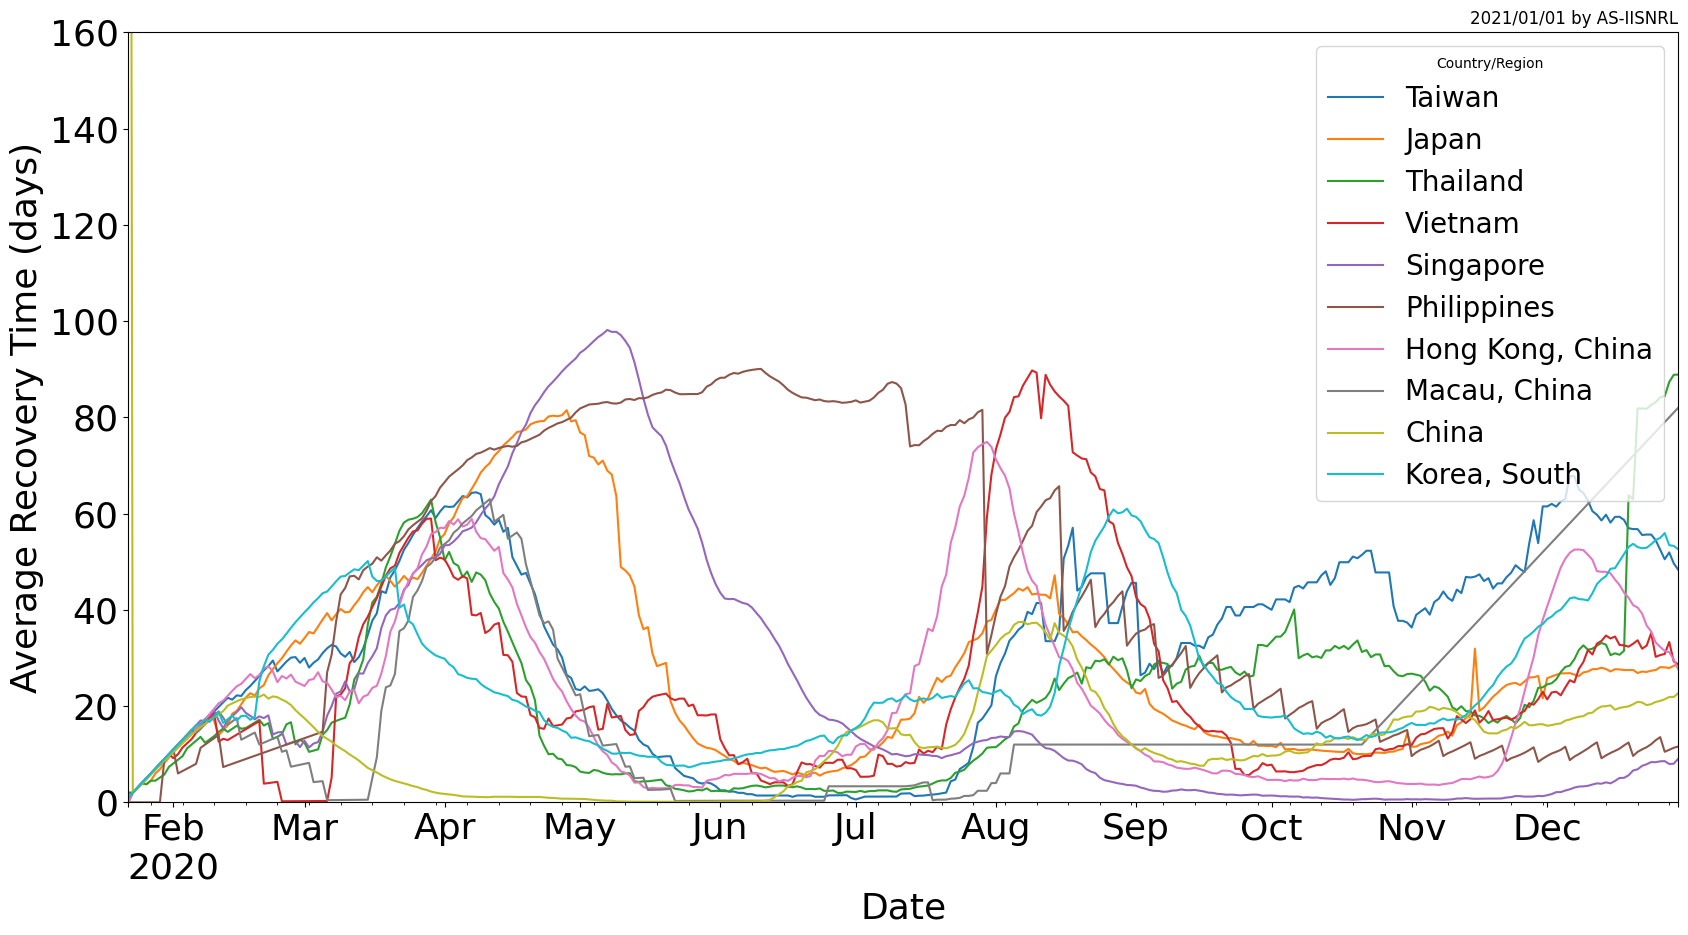 2021/01/01 by AS-IISNRL
160
140
120
100
80
60
40
20
0
Average Recovery Time (days)
Country/Region
Taiwan
Japan
Thailand
Vietnam
Singapore
Philippines
Hong Kong, China
Macau, China
China
Korea, South
Feb Mar Apr May Jun Jul Aug Sep Oct Nov Dec
2020
Date